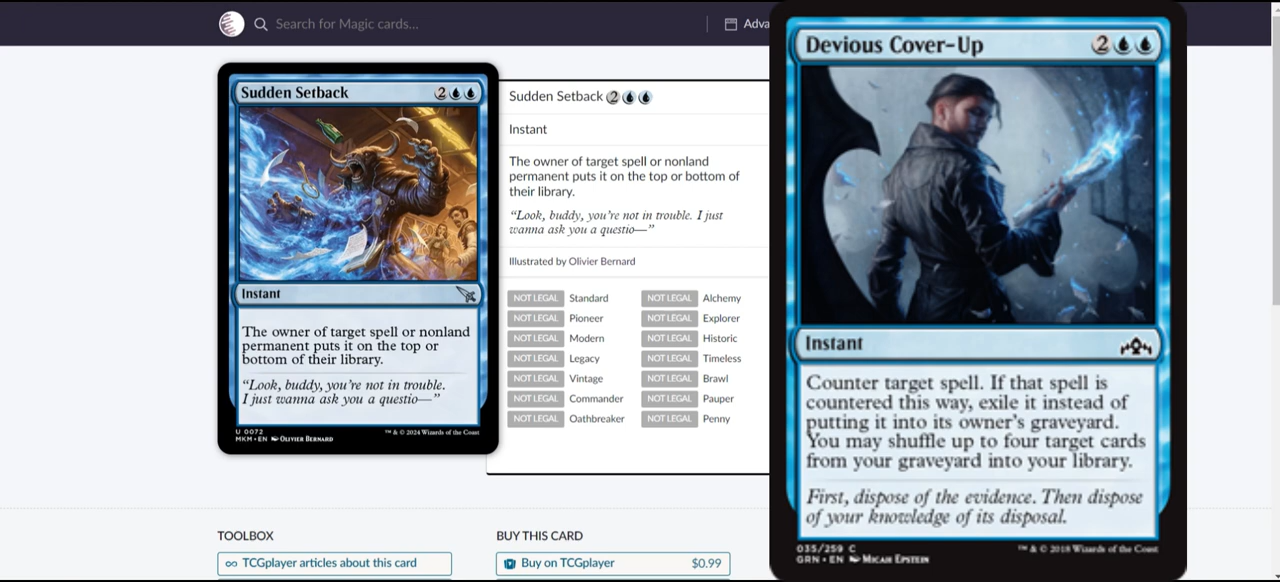 Search for Magic cards...
Adva
Sudden Setback 2
Instant
The owner of target spell or nonland
permanent puts it on the top or
bottom of their library.
“Look, buddy, you’re not in trouble.
I just wanna ask you a questio—”
U 0072
MKM • EN OLIVIER BERNARD
™ & © 2024 Wizards of the Coast
Sudden Setback 2
Instant
The owner of target spell or nonland
permanent puts it on the top or bottom of
their library.
“Look, buddy, you’re not in trouble. I just
wanna ask you a questio—”
Illustrated by Olivier Bernard
NOT LEGAL Standard NOT LEGAL Alchemy
NOT LEGAL Pioneer NOT LEGAL Explorer
NOT LEGAL Modern NOT LEGAL Historic
NOT LEGAL Legacy NOT LEGAL Timeless
NOT LEGAL Vintage NOT LEGAL Brawl
NOT LEGAL Commander NOT LEGAL Pauper
NOT LEGAL Oathbreaker NOT LEGAL Penny
Devious Cover-Up 2
Instant
Counter target spell. If that spell is
countered this way, exile it instead of
putting it into its owner's graveyard.
You may shuffle up to four target cards
from your graveyard into your library.
First, dispose of the evidence. Then dispose
of your knowledge of its disposal.
035/259 C
GRN • EN MICAH EPSTEIN
™ & © 2018 Wizards of the Coast
TOOLBOX
TCGplayer articles about this card
BUY THIS CARD
Buy on TCGplayer $0.99